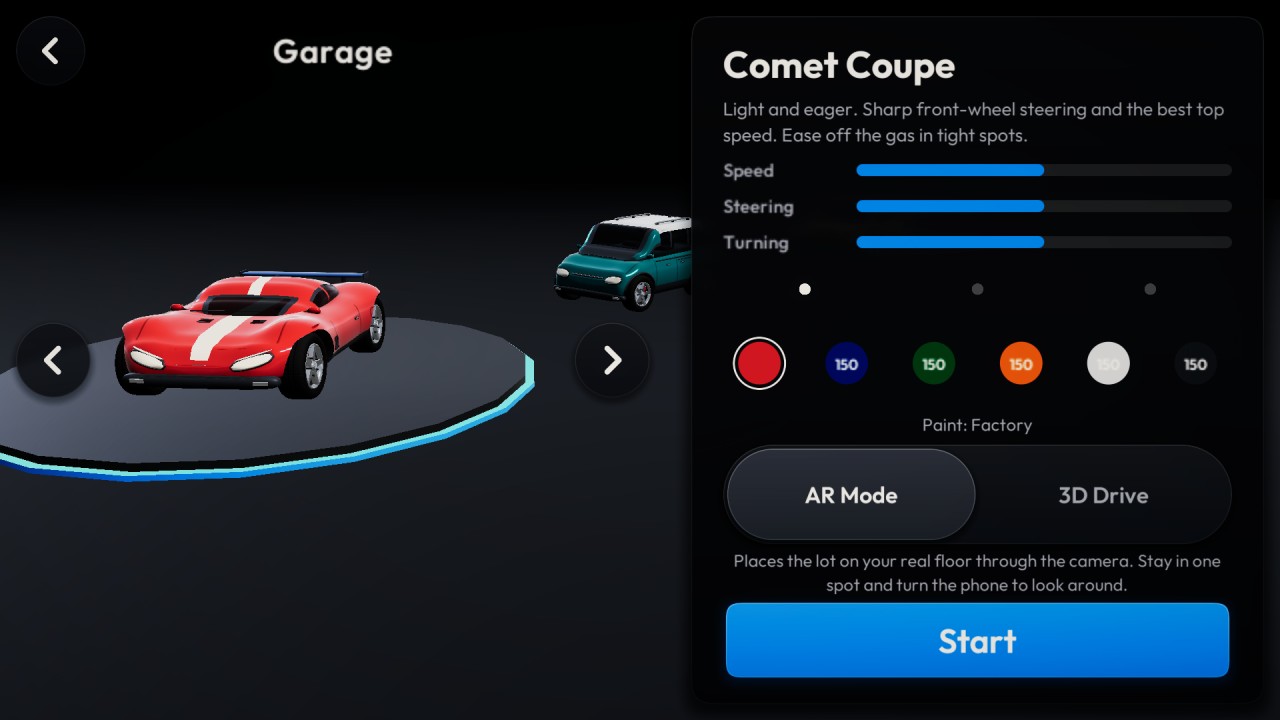 Garage
Comet Coupe
Light and eager. Sharp front-wheel steering and the best top
speed. Ease off the gas in tight spots.
Speed
Steering
Turning
150 150 150 150 150
Paint: Factory
AR Mode
3D Drive
Places the lot on your real floor through the camera. Stay in one
spot and turn the phone to look around.
Start